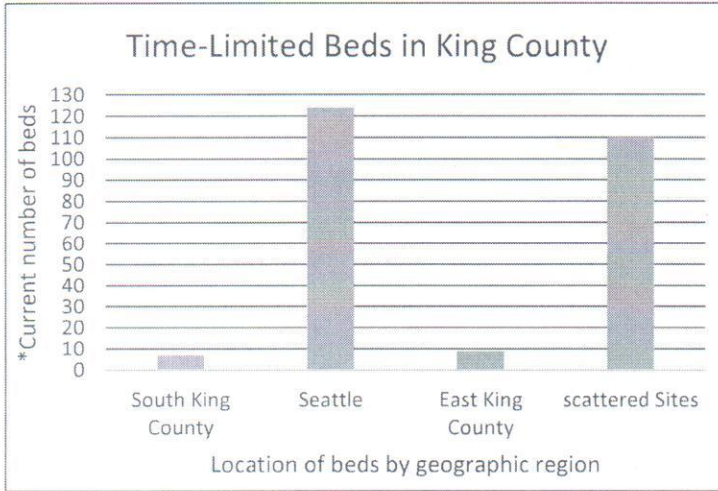 Time-Limited Beds in King County
*Current number of beds
130
120
110
100
90
80
70
60
50
40
30
20
10
0
South King County
Seattle
East King County
scattered Sites
Location of beds by geographic region